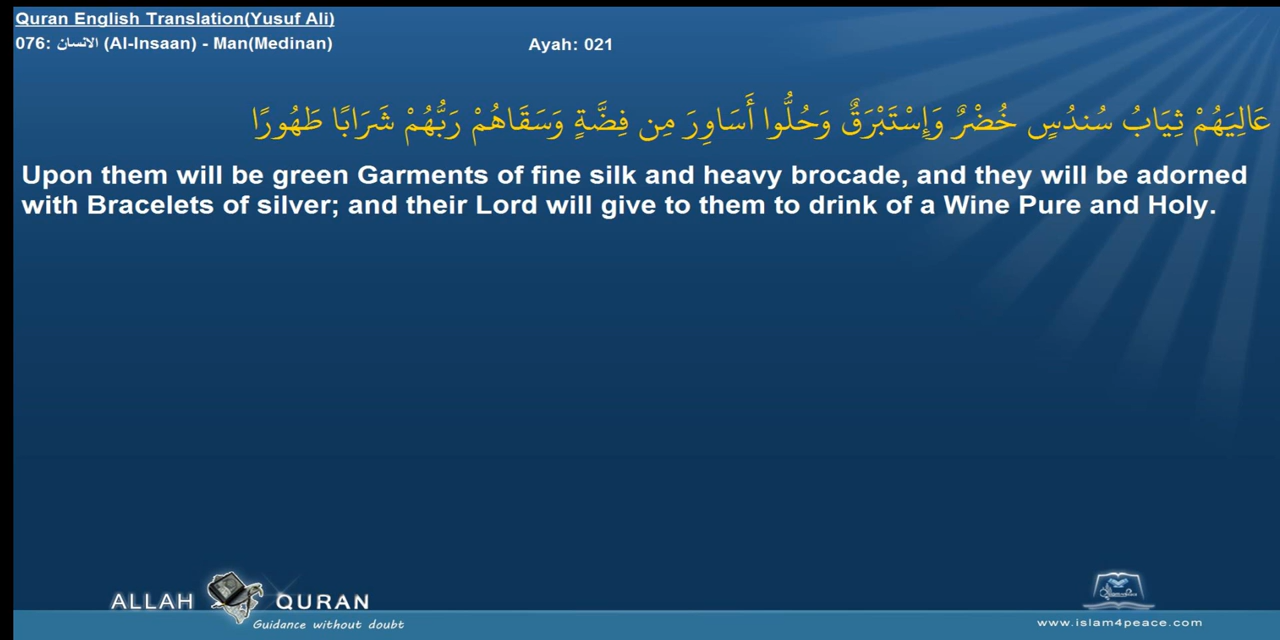 Quran English Translation(Yusuf Ali)
076: الانسان (Al-Insaan) - Man(Medinan)
Ayah: 021
عَالِيَهُمْ ثِيَابُ سُندُسٍ خُضْرٌ وَإِسْتَبْرَقٌ وَحُلُّوا أَسَاوِرَ مِن فِضَّةٍ وَسَقَاهُمْ رَبُّهُمْ شَرَابًا طَهُورًا
Upon them will be green Garments of fine silk and heavy brocade, and they will be adorned
with Bracelets of silver; and their Lord will give to them to drink of a Wine Pure and Holy.
ALLAH QURAN
Guidance without doubt
www.islam4peace.com